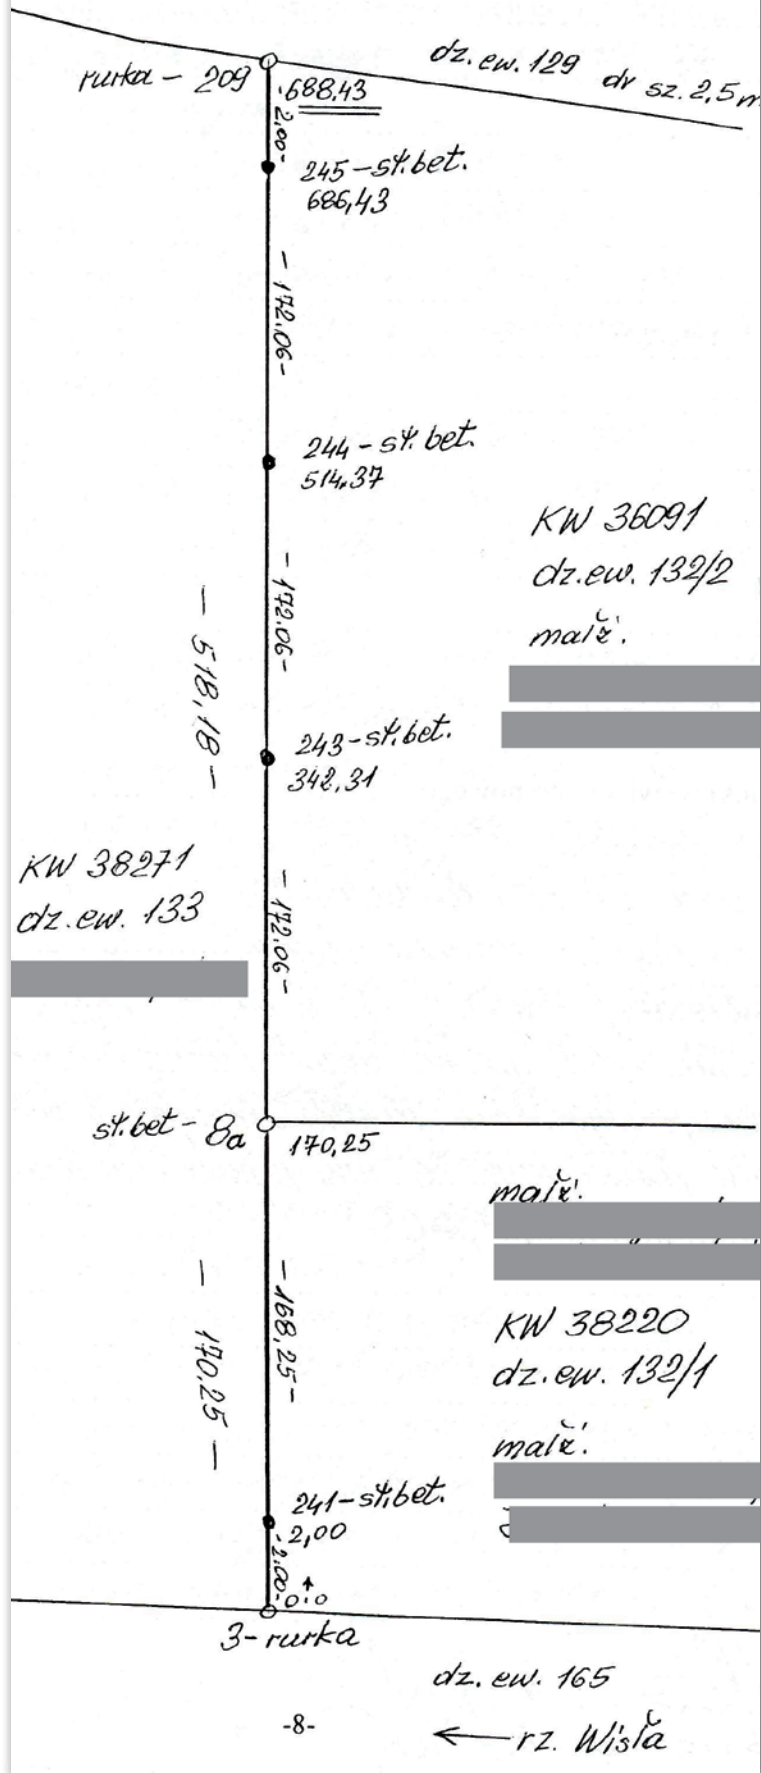 dz. ew. 129 dr sz. 2,5 m
rurka - 209
688,43
-2,00-
245 - sł. bet.
686,43
- 172.06 -
244 - sł. bet.
514,37
KW 36091
dz. ew. 132/2
małż.
- 172.06 -
- 518,18 -
243 - sł. bet.
342,31
KW 38271
dz. ew. 133
- 172.06 -
sł. bet - 8a
170,25
małż.
- 168,25 -
- 170,25 -
KW 38220
dz. ew. 132/1
małż.
241 - sł. bet.
2,00
-2.00-
0.0
3 - rurka
dz. ew. 165
-8-
← rz. Wisła